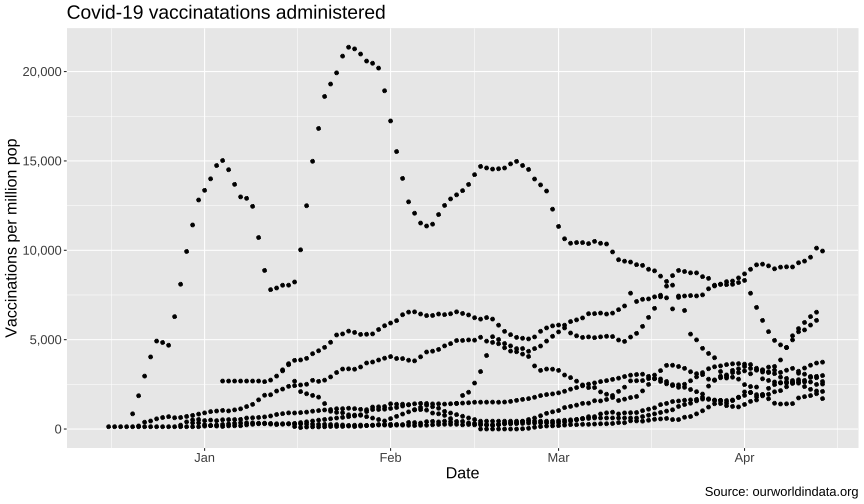 Covid-19 vaccinatations administered
20,000
15,000
10,000
5,000
0
Vaccinations per million pop
Jan
Feb
Mar
Apr
Date
Source: ourworldindata.org